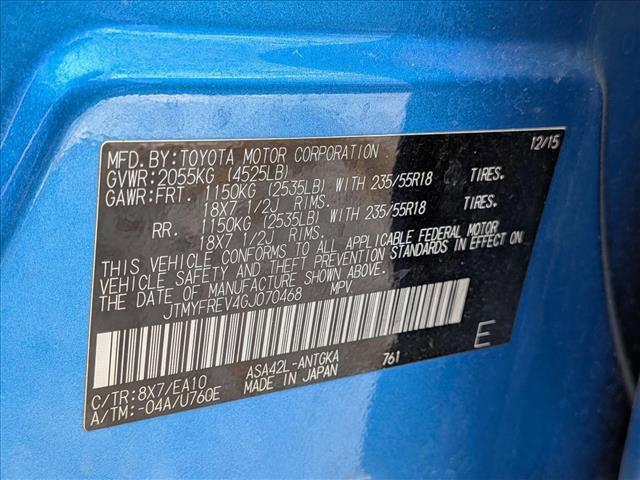 MFD. BY: TOYOTA MOTOR CORPORATION 12/15
GVWR: 2055KG (4525LB)
GAWR: FRT. 1150KG (2535LB) WITH 235/55R18 TIRES.
18X7 1/2J RIMS.
RR. 1150KG (2535LB) WITH 235/55R18 TIRES.
18X7 1/2J RIMS.
THIS VEHICLE CONFORMS TO ALL APPLICABLE FEDERAL MOTOR
VEHICLE SAFETY AND THEFT PREVENTION STANDARDS IN EFFECT ON
THE DATE OF MANUFACTURE SHOWN ABOVE.
JTMYFREV4GJ070468 MPV
E
C/TR: 8X7/EA10 ASA42L-ANTGKA 761
A/TM: -04A/U760E MADE IN JAPAN